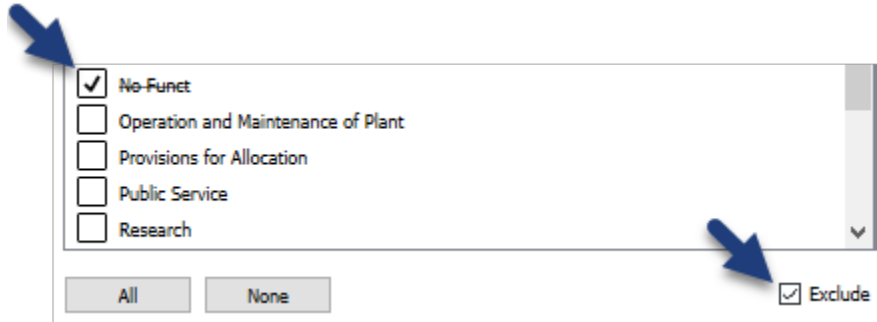 No Funct
Operation and Maintenance of Plant
Provisions for Allocation
Public Service
Research
All None Exclude